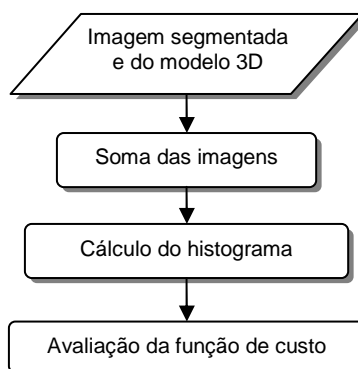 Imagem segmentada
e do modelo 3D
Soma das imagens
Cálculo do histograma
Avaliação da função de custo